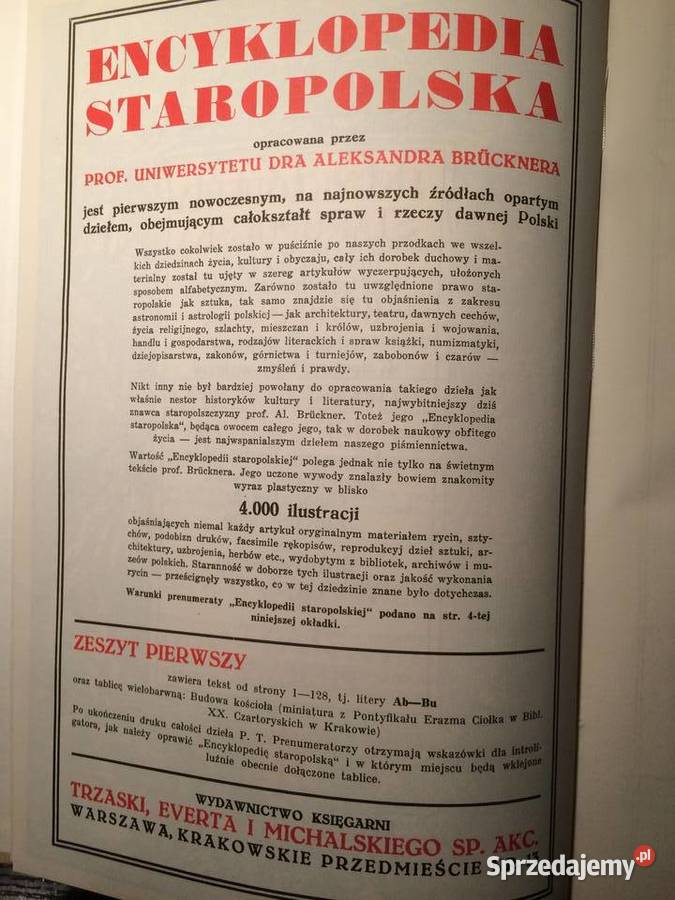 ENCYKLOPEDIA
STAROPOLSKA
opracowana przez
PROF. UNIWERSYTETU DRA ALEKSANDRA BRÜCKNERA
jest pierwszym nowoczesnym, na najnowszych źródłach opartym
dziełem, obejmującym całokształt spraw i rzeczy dawnej Polski
Wszystko cokolwiek zostało w puściźnie po naszych przodkach we wszel-
kich dziedzinach życia, kultury i obyczaju, cały ich dorobek duchowy i ma-
terialny został tu ujęty w szereg artykułów wyczerpujących, ułożonych
sposobem alfabetycznym. Zarówno zostało tu uwzględnione prawo sta-
ropolskie jak sztuka, tak samo znajdzie się tu objaśnienia z zakresu
astronomii i astrologii polskiej — jak architektury, teatru, dawnych cechów,
życia religijnego, szlachty, mieszczan i królów, uzbrojenia i wojowania,
handlu i gospodarstwa, rodzajów literackich i spraw książki, numizmatyki,
dziejopisarstwa, zakonów, górnictwa i turniejów, zabobonów i czarów —
zmyśleń i prawdy.
Nikt inny nie był bardziej powołany do opracowania takiego dzieła jak
właśnie nestor historyków kultury i literatury, najwybitniejszy dziś
znawca staropolszczyzny prof. Al. Brückner. Toteż jego „Encyklopedia
staropolska“, będąca owocem całego jego, tak w dorobek naukowy obfitego
życia — jest najwspanialszym dziełem naszego piśmiennictwa.
Wartość „Encyklopedii staropolskiej“ polega jednak nie tylko na świetnym
tekście prof. Brücknera. Jego uczone wywody znalazły bowiem znakomity
wyraz plastyczny w blisko
4.000 ilustracji
objaśniających niemal każdy artykuł oryginalnym materiałem rycin, szty-
chów, podobizn druków, facsimile rękopisów, reprodukcyj dzieł sztuki, ar-
chitektury, uzbrojenia, herbów etc., wydobytym z bibliotek, archiwów i mu-
zeów polskich. Staranność w doborze tych ilustracji oraz jakość wykonania
rycin — prześcignęły wszystko, co w tej dziedzinie znane było dotychczas.
Warunki prenumeraty „Encyklopedii staropolskiej“ podano na str. 4-tej
niniejszej okładki.
ZESZYT PIERWSZY
zawiera tekst od strony 1—128, tj. litery Ab—Bu
oraz tablicę wielobarwną: Budowa kościoła (miniatura z Pontyfikału Erazma Ciołka w Bibl.
XX. Czartoryskich w Krakowie)
Po ukończeniu druku całości dzieła P. T. Prenumeratorzy otrzymają wskazówki dla introli-
gatora, jak należy oprawić „Encyklopedię staropolską“ i w którym miejscu będą wklejone
luźnie obecnie dołączone tablice.
WYDAWNICTWO KSIĘGARNI
TRZASKI, EVERTA I MICHALSKIEGO SP. AKC.
WARSZAWA, KRAKOWSKIE PRZEDMIEŚCIE
Sprzedajemy.pl